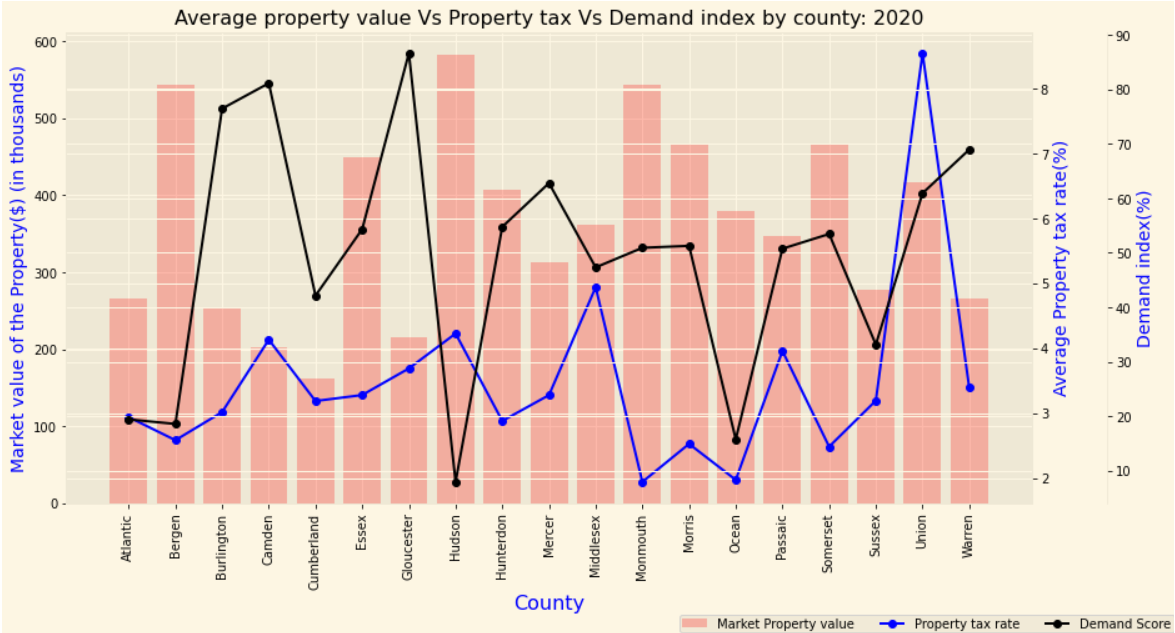 Average property value Vs Property tax Vs Demand index by county: 2020
Market value of the Property($) (in thousands)
600
500
400
300
200
100
0
Average Property tax rate(%)
8
7
6
5
4
3
2
Demand index(%)
90
80
70
60
50
40
30
20
10
Atlantic
Bergen
Burlington
Camden
Cumberland
Essex
Gloucester
Hudson
Hunterdon
Mercer
Middlesex
Monmouth
Morris
Ocean
Passaic
Somerset
Sussex
Union
Warren
County
Market Property value
Property tax rate
Demand Score